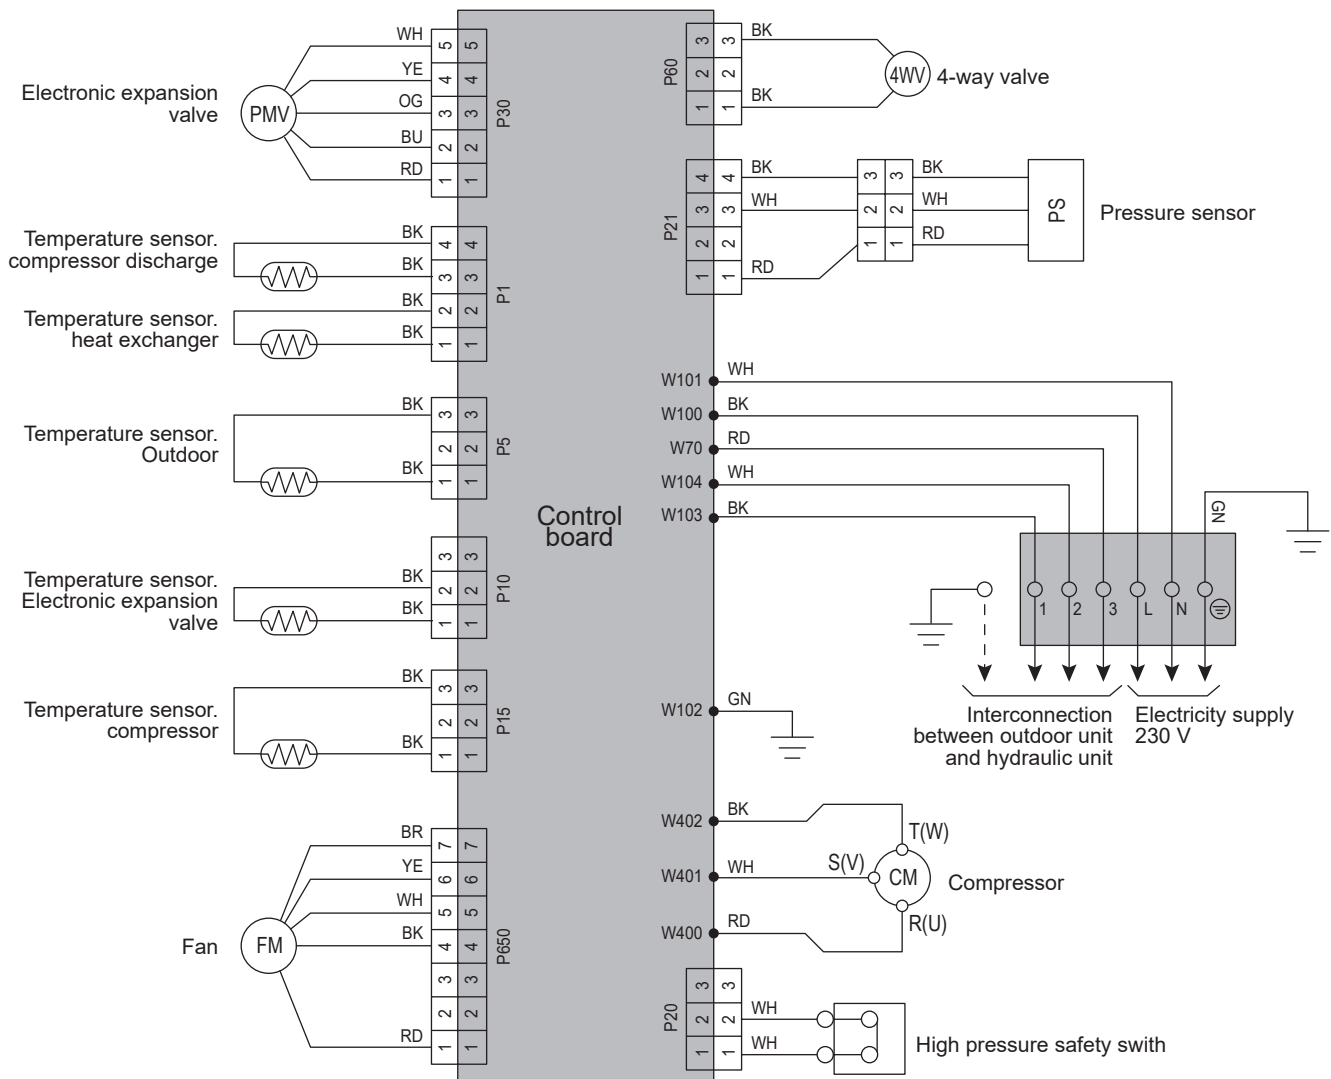 Electronic expansion
valve
PMV
WH
YE
OG
BU
RD
5 5
4 4
3 3
2 2
1 1
P30
Temperature sensor.
compressor discharge
BK
BK
Temperature sensor.
heat exchanger
BK
BK
4 4
3 3
2 2
1 1
P1
Temperature sensor.
Outdoor
BK
BK
3 3
2 2
1 1
P5
Temperature sensor.
Electronic expansion
valve
BK
BK
3 3
2 2
1 1
P10
Temperature sensor.
compressor
BK
BK
3 3
2 2
1 1
P15
Fan
FM
BR
YE
WH
BK
RD
7 7
6 6
5 5
4 4
3 3
2 2
1 1
P650
Control
board
P60
3 3
2 2
1 1
BK
BK
4WV
4-way valve
P21
4 4
3 3
2 2
1 1
BK
WH
RD
3 3
2 2
1 1
BK
WH
RD
PS
Pressure sensor
W101
WH
W100
BK
W70
RD
W104
WH
W103
BK
GN
1
2
3
L
N
Interconnection
between outdoor unit
and hydraulic unit
Electricity supply
230 V
W102
GN
W402
BK
T(W)
W401
WH
S(V)
CM
Compressor
W400
RD
R(U)
P20
3 3
2 2
1 1
WH
WH
High pressure safety swith